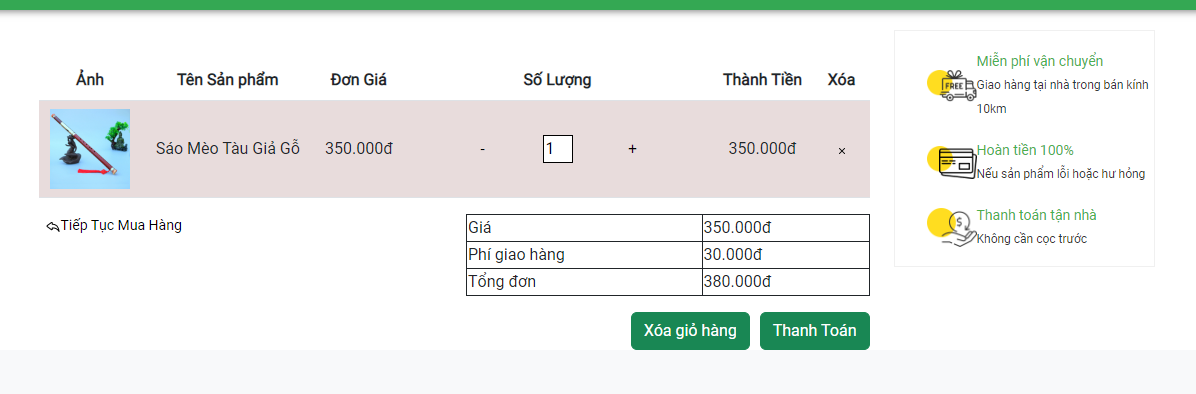 Ảnh Tên Sản phẩm Đơn Giá Số Lượng Thành Tiền Xóa
Sáo Mèo Tàu Giả Gỗ 350.000đ - 1 + 350.000đ ×
Tiếp Tục Mua Hàng
Giá 350.000đ
Phí giao hàng 30.000đ
Tổng đơn 380.000đ
Xóa giỏ hàng Thanh Toán
Miễn phí vận chuyển
FREE
Giao hàng tại nhà trong bán kính
10km
Hoàn tiền 100%
Nếu sản phẩm lỗi hoặc hư hỏng
Thanh toán tận nhà
$
Không cần cọc trước